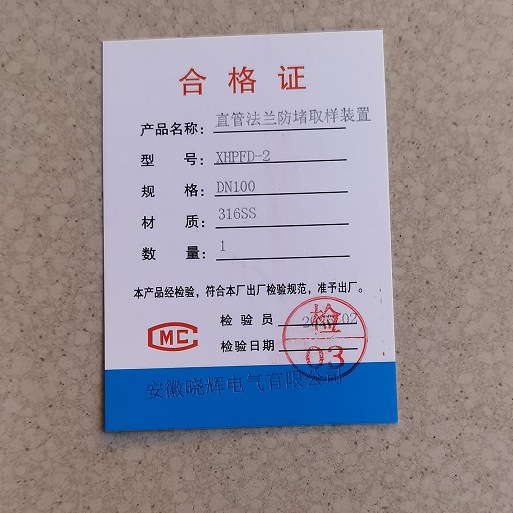 合格证
产品名称：直管法兰防堵取样装置
型 号：XHPFD-2
规 格：DN100
材 质：316SS
数 量：1
本产品经检验，符合本厂出厂检验规范，准予出厂。
检 验 员
检验日期
检
03
MC
安徽晓辉电气有限公司